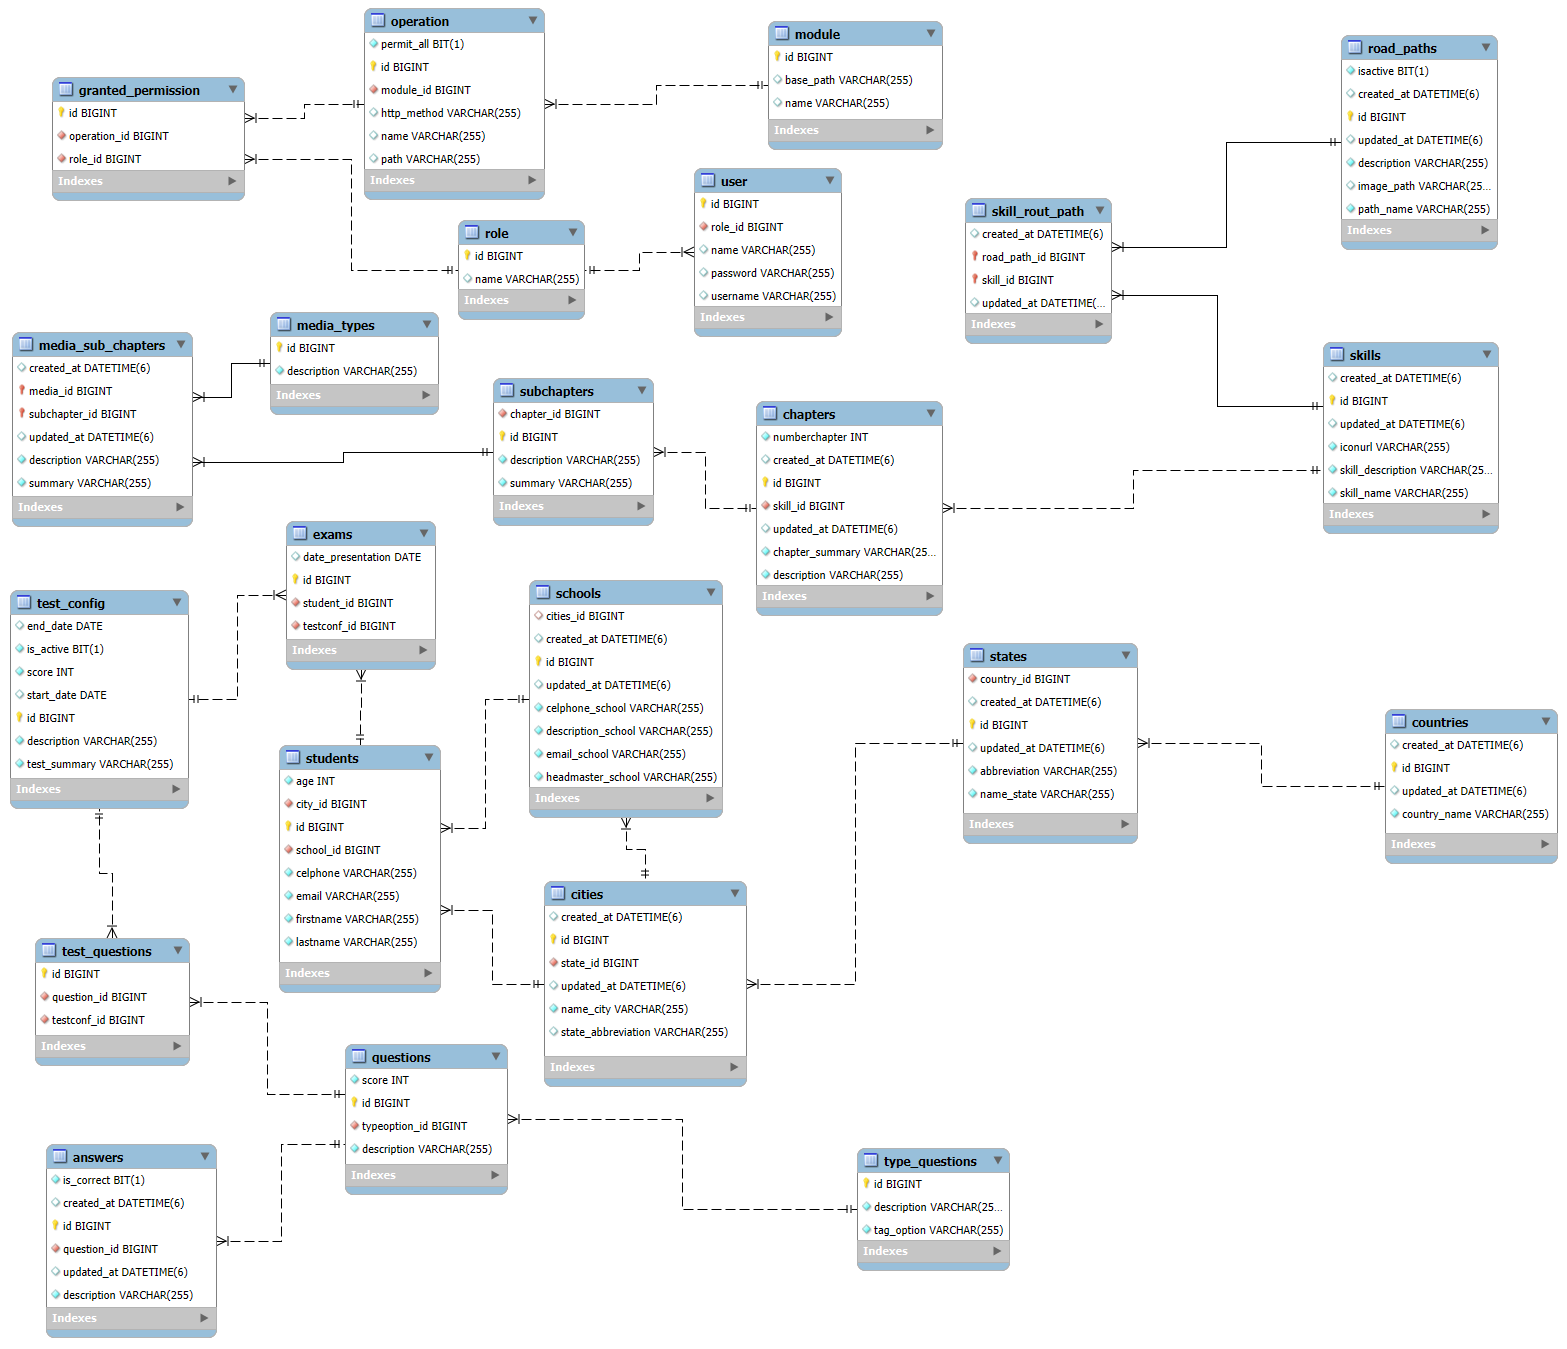 operation
permit_all BIT(1)
id BIGINT
module_id BIGINT
http_method VARCHAR(255)
name VARCHAR(255)
path VARCHAR(255)
Indexes
module
id BIGINT
base_path VARCHAR(255)
name VARCHAR(255)
Indexes
road_paths
isactive BIT(1)
created_at DATETIME(6)
id BIGINT
updated_at DATETIME(6)
description VARCHAR(255)
image_path VARCHAR(25...
path_name VARCHAR(255)
Indexes
granted_permission
id BIGINT
operation_id BIGINT
role_id BIGINT
Indexes
user
id BIGINT
role_id BIGINT
name VARCHAR(255)
password VARCHAR(255)
username VARCHAR(255)
Indexes
skill_rout_path
created_at DATETIME(6)
road_path_id BIGINT
skill_id BIGINT
updated_at DATETIME(...
Indexes
role
id BIGINT
name VARCHAR(255)
Indexes
media_types
id BIGINT
description VARCHAR(255)
Indexes
media_sub_chapters
created_at DATETIME(6)
media_id BIGINT
subchapter_id BIGINT
updated_at DATETIME(6)
description VARCHAR(255)
summary VARCHAR(255)
Indexes
skills
created_at DATETIME(6)
id BIGINT
updated_at DATETIME(6)
iconurl VARCHAR(255)
skill_description VARCHAR(25...
skill_name VARCHAR(255)
Indexes
subchapters
chapter_id BIGINT
id BIGINT
description VARCHAR(255)
summary VARCHAR(255)
Indexes
chapters
numberchapter INT
created_at DATETIME(6)
id BIGINT
skill_id BIGINT
updated_at DATETIME(6)
chapter_summary VARCHAR(25...
description VARCHAR(255)
Indexes
exams
date_presentation DATE
id BIGINT
student_id BIGINT
testconf_id BIGINT
Indexes
schools
cities_id BIGINT
created_at DATETIME(6)
id BIGINT
updated_at DATETIME(6)
celphone_school VARCHAR(255)
description_school VARCHAR(255)
email_school VARCHAR(255)
headmaster_school VARCHAR(255)
Indexes
test_config
end_date DATE
is_active BIT(1)
score INT
start_date DATE
id BIGINT
description VARCHAR(255)
test_summary VARCHAR(255)
Indexes
states
country_id BIGINT
created_at DATETIME(6)
id BIGINT
updated_at DATETIME(6)
abbreviation VARCHAR(255)
name_state VARCHAR(255)
Indexes
countries
created_at DATETIME(6)
id BIGINT
updated_at DATETIME(6)
country_name VARCHAR(255)
Indexes
students
age INT
city_id BIGINT
id BIGINT
school_id BIGINT
celphone VARCHAR(255)
email VARCHAR(255)
firstname VARCHAR(255)
lastname VARCHAR(255)
Indexes
cities
created_at DATETIME(6)
id BIGINT
state_id BIGINT
updated_at DATETIME(6)
name_city VARCHAR(255)
state_abbreviation VARCHAR(255)
Indexes
test_questions
id BIGINT
question_id BIGINT
testconf_id BIGINT
Indexes
questions
score INT
id BIGINT
typeoption_id BIGINT
description VARCHAR(255)
Indexes
answers
is_correct BIT(1)
created_at DATETIME(6)
id BIGINT
question_id BIGINT
updated_at DATETIME(6)
description VARCHAR(255)
Indexes
type_questions
id BIGINT
description VARCHAR(25...
tag_option VARCHAR(255)
Indexes